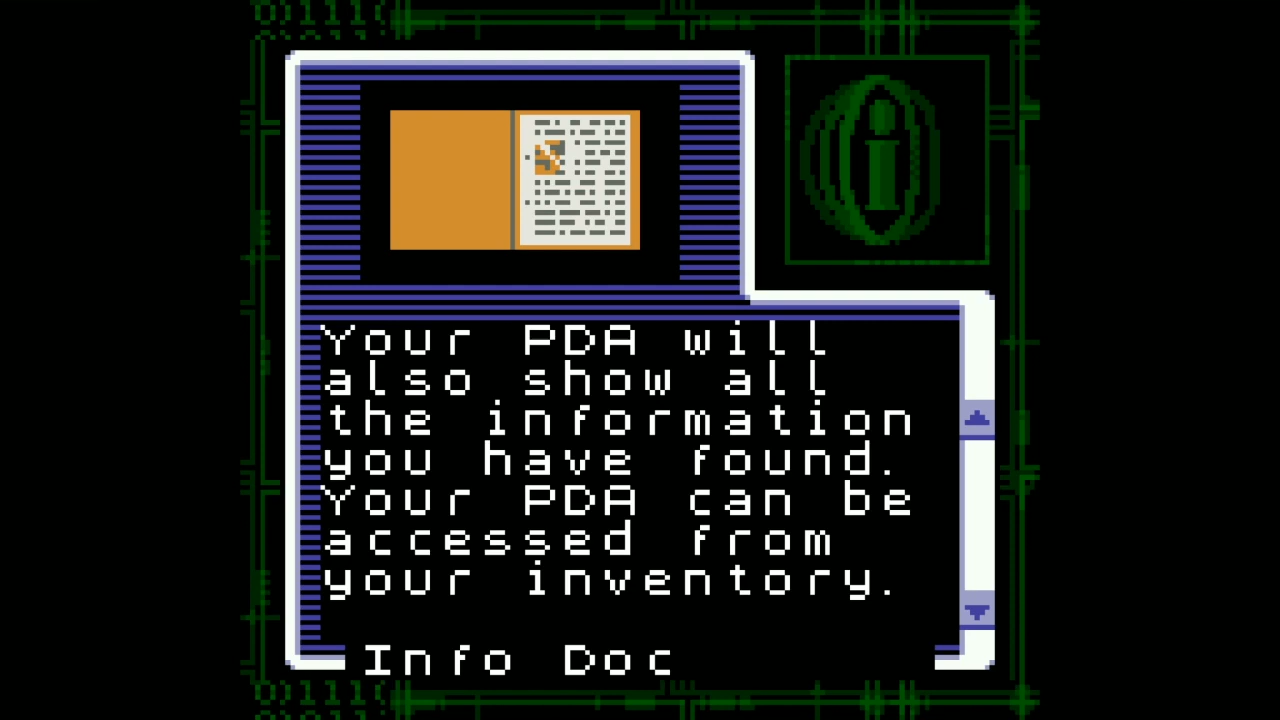 Your PDA will
also show all
the information
you have found.
Your PDA can be
accessed from
your inventory.
Info Doc